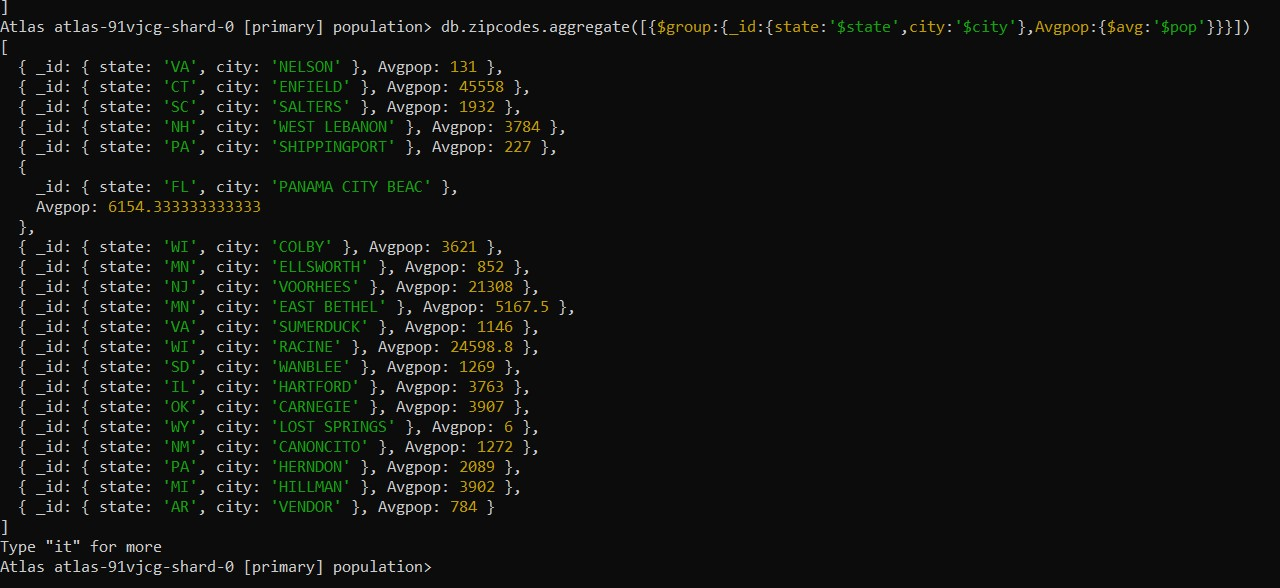 ]
Atlas atlas-91vjcg-shard-0 [primary] population> db.zipcodes.aggregate([{$group:{_id:{state:'$state',city:'$city'},Avgpop:{$avg:'$pop'}}}])
[
  { _id: { state: 'VA', city: 'NELSON' }, Avgpop: 131 },
  { _id: { state: 'CT', city: 'ENFIELD' }, Avgpop: 45558 },
  { _id: { state: 'SC', city: 'SALTERS' }, Avgpop: 1932 },
  { _id: { state: 'NH', city: 'WEST LEBANON' }, Avgpop: 3784 },
  { _id: { state: 'PA', city: 'SHIPPINGPORT' }, Avgpop: 227 },
  {
    _id: { state: 'FL', city: 'PANAMA CITY BEAC' },
    Avgpop: 6154.333333333333
  },
  { _id: { state: 'WI', city: 'COLBY' }, Avgpop: 3621 },
  { _id: { state: 'MN', city: 'ELLSWORTH' }, Avgpop: 852 },
  { _id: { state: 'NJ', city: 'VOORHEES' }, Avgpop: 21308 },
  { _id: { state: 'MN', city: 'EAST BETHEL' }, Avgpop: 5167.5 },
  { _id: { state: 'VA', city: 'SUMERDUCK' }, Avgpop: 1146 },
  { _id: { state: 'WI', city: 'RACINE' }, Avgpop: 24598.8 },
  { _id: { state: 'SD', city: 'WANBLEE' }, Avgpop: 1269 },
  { _id: { state: 'IL', city: 'HARTFORD' }, Avgpop: 3763 },
  { _id: { state: 'OK', city: 'CARNEGIE' }, Avgpop: 3907 },
  { _id: { state: 'WY', city: 'LOST SPRINGS' }, Avgpop: 6 },
  { _id: { state: 'NM', city: 'CANONCITO' }, Avgpop: 1272 },
  { _id: { state: 'PA', city: 'HERNDON' }, Avgpop: 2089 },
  { _id: { state: 'MI', city: 'HILLMAN' }, Avgpop: 3902 },
  { _id: { state: 'AR', city: 'VENDOR' }, Avgpop: 784 }
]
Type "it" for more
Atlas atlas-91vjcg-shard-0 [primary] population>